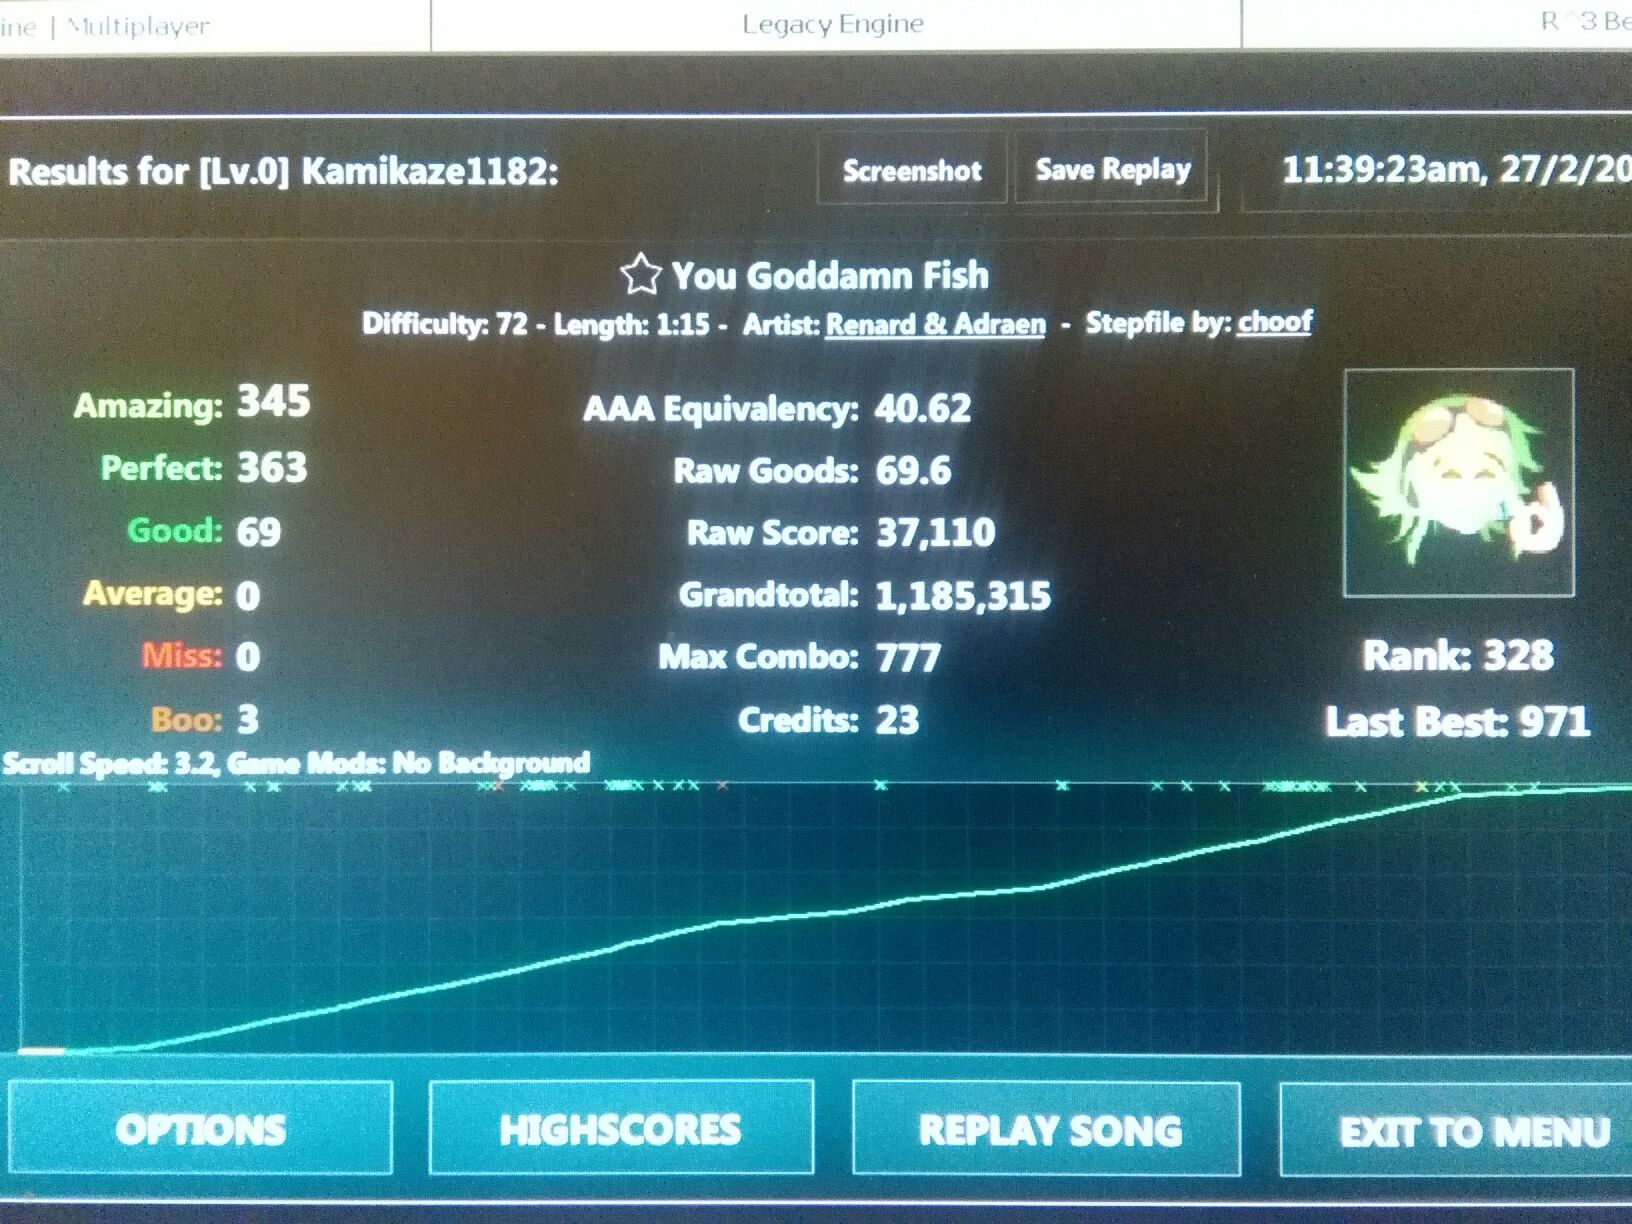 ine | Multiplayer
Legacy Engine
R^3 Be
Results for [Lv.0] Kamikaze1182:
Screenshot
Save Replay
11:39:23am, 27/2/20
You Goddamn Fish
Difficulty: 72 - Length: 1:15 - Artist: Renard & Adraen - Stepfile by: choof
Amazing: 345
Perfect: 363
Good: 69
Average: 0
Miss: 0
Boo: 3
AAA Equivalency: 40.62
Raw Goods: 69.6
Raw Score: 37,110
Grandtotal: 1,185,315
Max Combo: 777
Credits: 23
Rank: 328
Last Best: 971
Scroll Speed: 3.2, Game Mods: No Background
OPTIONS
HIGHSCORES
REPLAY SONG
EXIT TO MENU